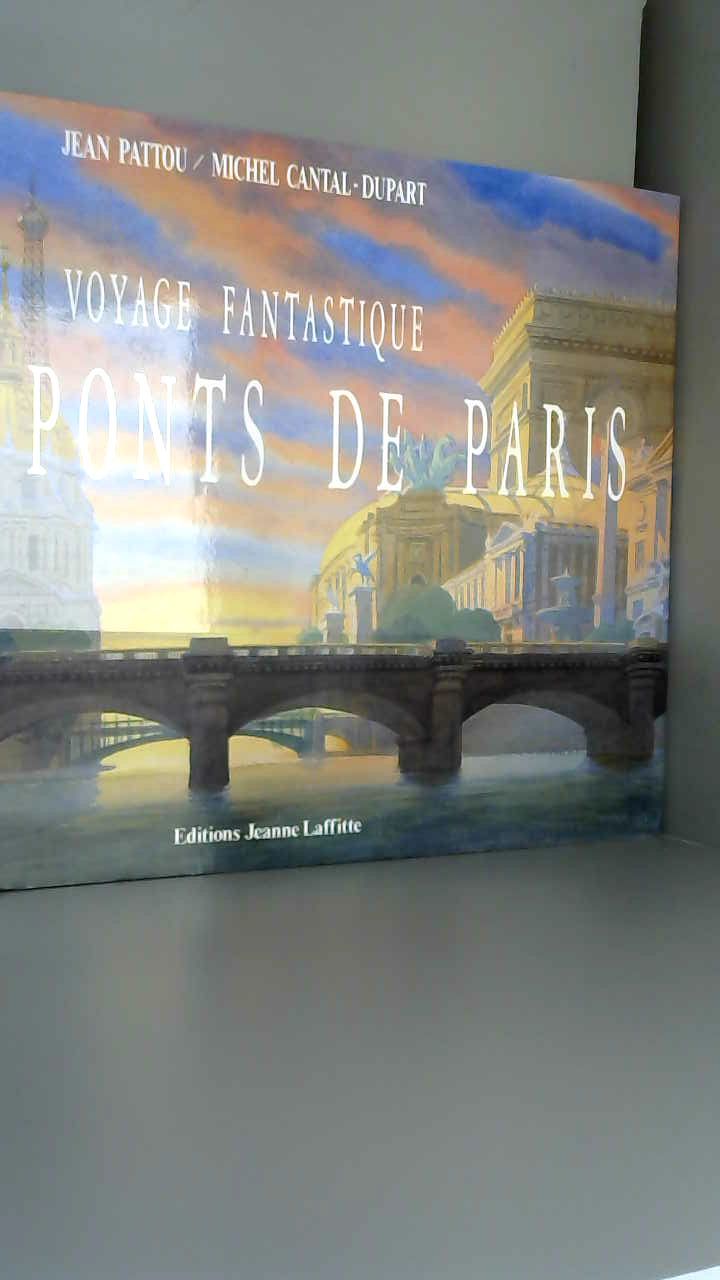 JEAN PATTOU / MICHEL CANTAL-DUPART
VOYAGE FANTASTIQUE
PONTS DE PARIS
Editions Jeanne Laffitte